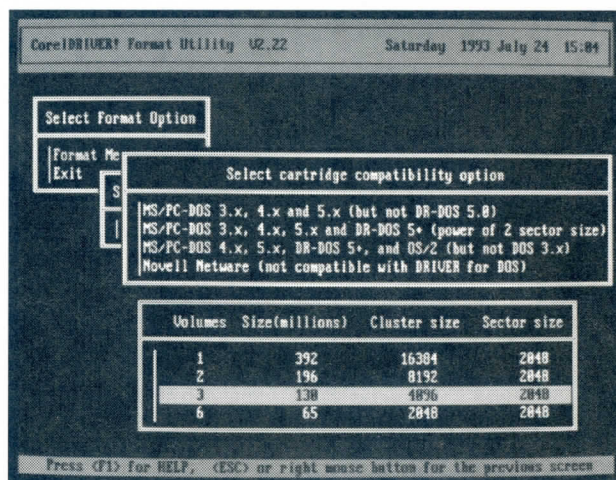 CorelDRIVER! Format Utility V2.22 Saturday 1993 July 24 15:04
Select Format Option
Format Me
Exit
S
Select cartridge compatibility option
MS/PC-DOS 3.x, 4.x and 5.x (but not DR-DOS 5.0)
MS/PC-DOS 3.x, 4.x, 5.x and DR-DOS 5+ (power of 2 sector size)
MS/PC-DOS 4.x, 5.x, DR-DOS 5+, and OS/2 (but not DOS 3.x)
Novell Netware (not compatible with DRIVER for DOS)
Volumes Size(millions) Cluster size Sector size
1 392 16384 2048
2 196 8192 2048
3 130 4096 2048
6 65 2048 2048
Press <F1> for HELP, <ESC> or right mouse button for the previous screen